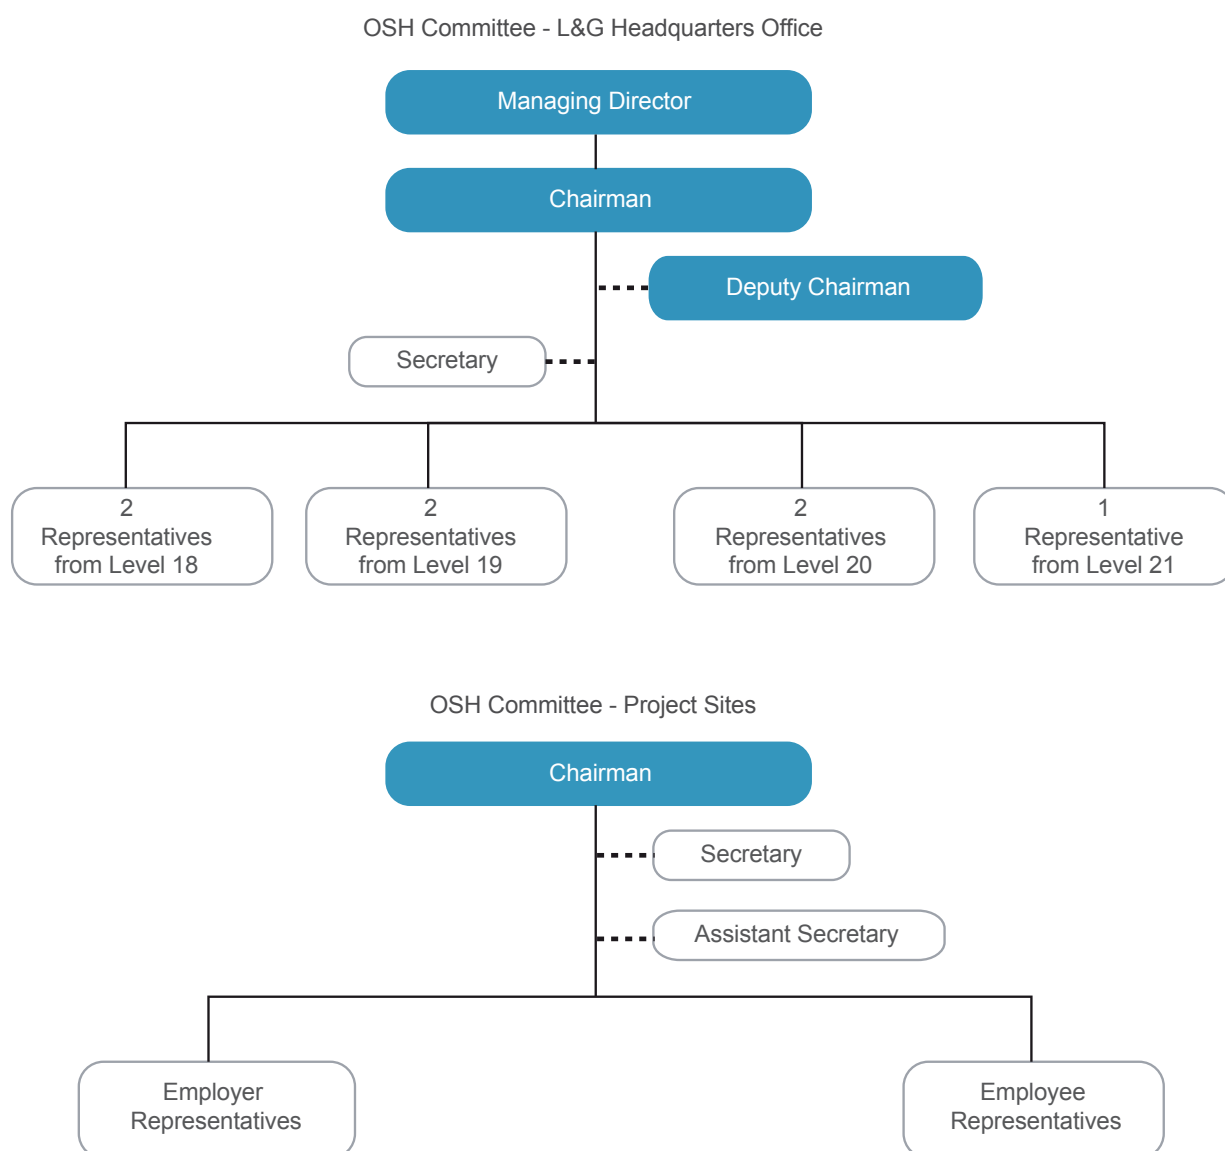 OSH Committee - L&G Headquarters Office
Managing Director
Chairman
Deputy Chairman
Secretary
2
Representatives
from Level 18
2
Representatives
from Level 19
2
Representatives
from Level 20
1
Representative
from Level 21
OSH Committee - Project Sites
Chairman
Secretary
Assistant Secretary
Employer
Representatives
Employee
Representatives